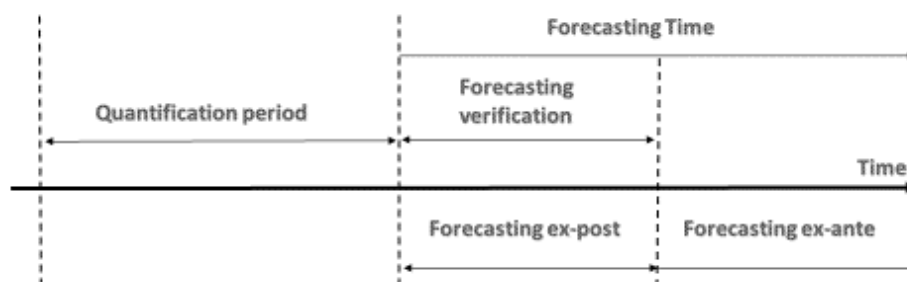 Forecasting Time
Quantification period
Forecasting
verification
Time
Forecasting ex-post
Forecasting ex-ante